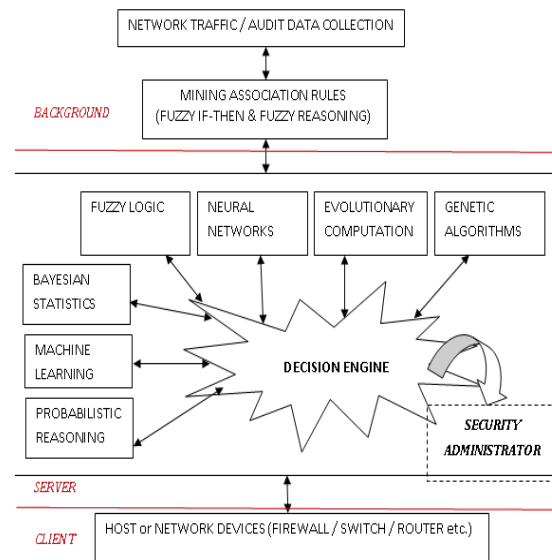 NETWORK TRAFFIC / AUDIT DATA COLLECTION
MINING ASSOCIATION RULES
(FUZZY IF-THEN & FUZZY REASONING)
BACKGROUND
FUZZY LOGIC
NEURAL
NETWORKS
EVOLUTIONARY
COMPUTATION
GENETIC
ALGORITHMS
BAYESIAN
STATISTICS
MACHINE
LEARNING
PROBABILISTIC
REASONING
DECISION ENGINE
SECURITY
ADMINISTRATOR
SERVER
CLIENT
HOST or NETWORK DEVICES (FIREWALL / SWITCH / ROUTER etc.)